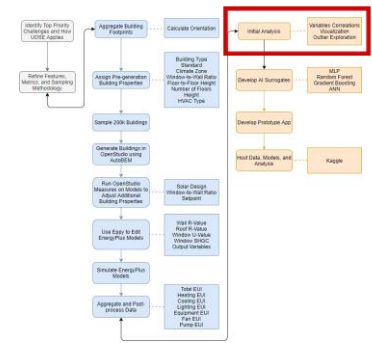 Identify Top Priority
Challenges and How
UDSE Applies
Refine Features,
Metrics, and Sampling
Methodology
Aggregate Building
Footprints
Calculate Orientation
Assign Pre-generation
Building Properties
Building Type
Standard
Climate Zone
Window-to-Wall Ratio
Floor-to-Floor Height
Number of Floors
Height
HVAC Type
Sample 200k Buildings
Generate Buildings in
OpenStudio using
AutoBEM
Run OpenStudio
Measures on Models to
Adjust Additional
Building Properties
Solar Design
Window-to-Wall Ratio
Setpoint
Use Eppy to Edit
EnergyPlus Models
Wall R-Value
Roof R-Value
Window U-Value
Window SHGC
Output Variables
Simulate EnergyPlus
Models
Aggregate and Post-
process Data
Total EUI
Heating EUI
Cooling EUI
Lighting EUI
Equipment EUI
Fan EUI
Pump EUI
Initial Analysis
Variables Correlations
Visualization
Outlier Exploration
Develop AI Surrogates
MLP
Random Forest
Gradient Boosting
ANN
Develop Prototype App
Host Data, Models, and
Analysis
Kaggle